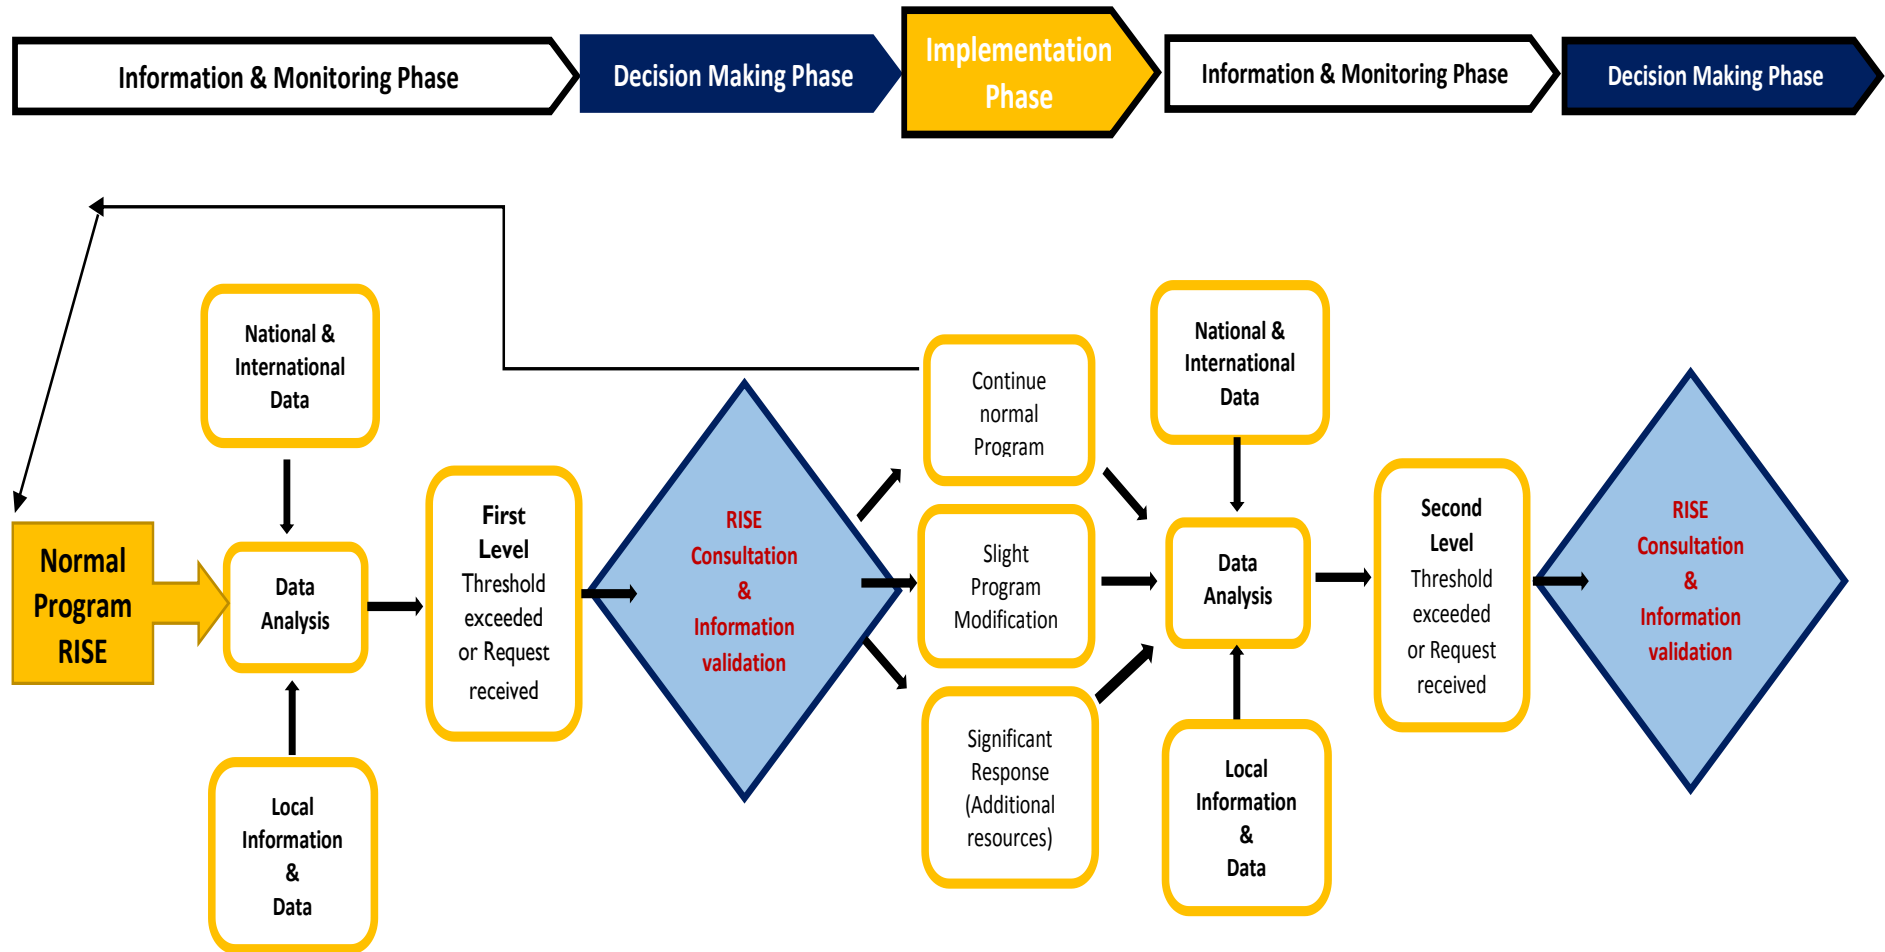 Information & Monitoring Phase
Decision Making Phase
Implementation
Phase
Information & Monitoring Phase
Decision Making Phase
Normal
Program
RISE
National &
International
Data
Data
Analysis
Local
Information
&
Data
First
Level
Threshold
exceeded
or Request
received
RISE
Consultation
&
Information
validation
Continue
normal
Program
Slight
Program
Modification
Significant
Response
(Additional
resources)
National &
International
Data
Data
Analysis
Local
Information
&
Data
Second
Level
Threshold
exceeded
or Request
received
RISE
Consultation
&
Information
validation